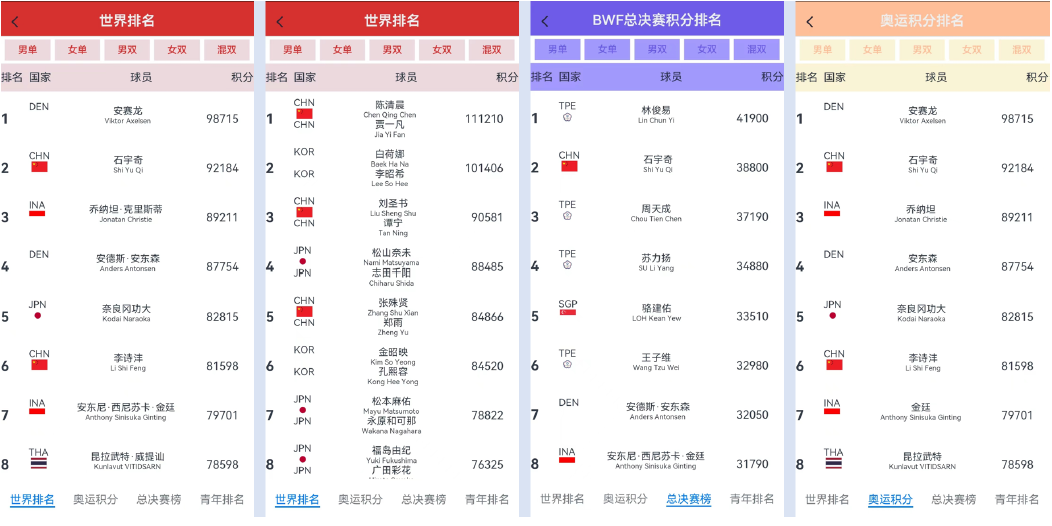 世界排名
男单 女单 男双 女双 混双
排名 国家 球员 积分
1 DEN 安赛龙 98715
Viktor Axelsen
2 CHN 石宇奇 92184
Shi Yu Qi
3 INA 乔纳坦·克里斯蒂 89211
Jonatan Christie
4 DEN 安德斯·安东森 87754
Anders Antonsen
5 JPN 奈良冈功大 82815
Kodai Naraoka
6 CHN 李诗沣 81598
Li Shi Feng
7 INA 安东尼·西尼苏卡·金廷 79701
Anthony Sinisuka Ginting
8 THA 昆拉武特·威提讪 78598
Kunlavut VITIDSARN
世界排名 奥运积分 总决赛榜 青年排名
世界排名
男单 女单 男双 女双 混双
排名 国家 球员 积分
1 CHN 陈清晨 111210
Chen Qing Chen
CHN 贾一凡
Jia Yi Fan
2 KOR 白荷娜 101406
Baek Ha Na
KOR 李昭希
Lee So Hee
3 CHN 刘圣书 90581
Liu Sheng Shu
CHN 谭宁
Tan Ning
4 JPN 松山奈未 88485
Nami Matsuyama
JPN 志田千阳
Chiharu Shida
5 CHN 张殊贤 84866
Zhang Shu Xian
CHN 郑雨
Zheng Yu
6 KOR 金昭映 84520
Kim So Yeong
KOR 孔熙容
Kong Hee Yong
7 JPN 松本麻佑 78822
Mayu Matsumoto
JPN 永原和可那
Wakana Nagahara
8 JPN 福岛由纪 76325
Yuki Fukushima
JPN 广田彩花
世界排名 奥运积分 总决赛榜 青年排名
BWF总决赛积分排名
男单 女单 男双 女双 混双
排名 国家 球员 积分
1 TPE 林俊易 41900
Lin Chun Yi
2 CHN 石宇奇 38800
Shi Yu Qi
3 TPE 周天成 37190
Chou Tien Chen
4 TPE 苏力扬 34880
SU Li Yang
5 SGP 骆建佑 33510
LOH Kean Yew
6 TPE 王子维 32980
Wang Tzu Wei
7 DEN 安德斯·安东森 32050
Anders Antonsen
8 INA 安东尼·西尼苏卡·金廷 31790
Anthony Sinisuka Ginting
世界排名 奥运积分 总决赛榜 青年排名
奥运积分排名
男单 女单 男双 女双 混双
排名 国家 球员 积分
1 DEN 安赛龙 98715
Viktor Axelsen
2 CHN 石宇奇 92184
Shi Yu Qi
3 INA 乔纳坦 89211
Jonatan Christie
4 DEN 安东森 87754
Anders Antonsen
5 JPN 奈良冈功大 82815
Kodai Naraoka
6 CHN 李诗沣 81598
Li Shi Feng
7 INA 金廷 79701
Anthony Sinisuka Ginting
8 THA 昆拉武特 78598
Kunlavut VITIDSARN
世界排名 奥运积分 总决赛榜 青年排名